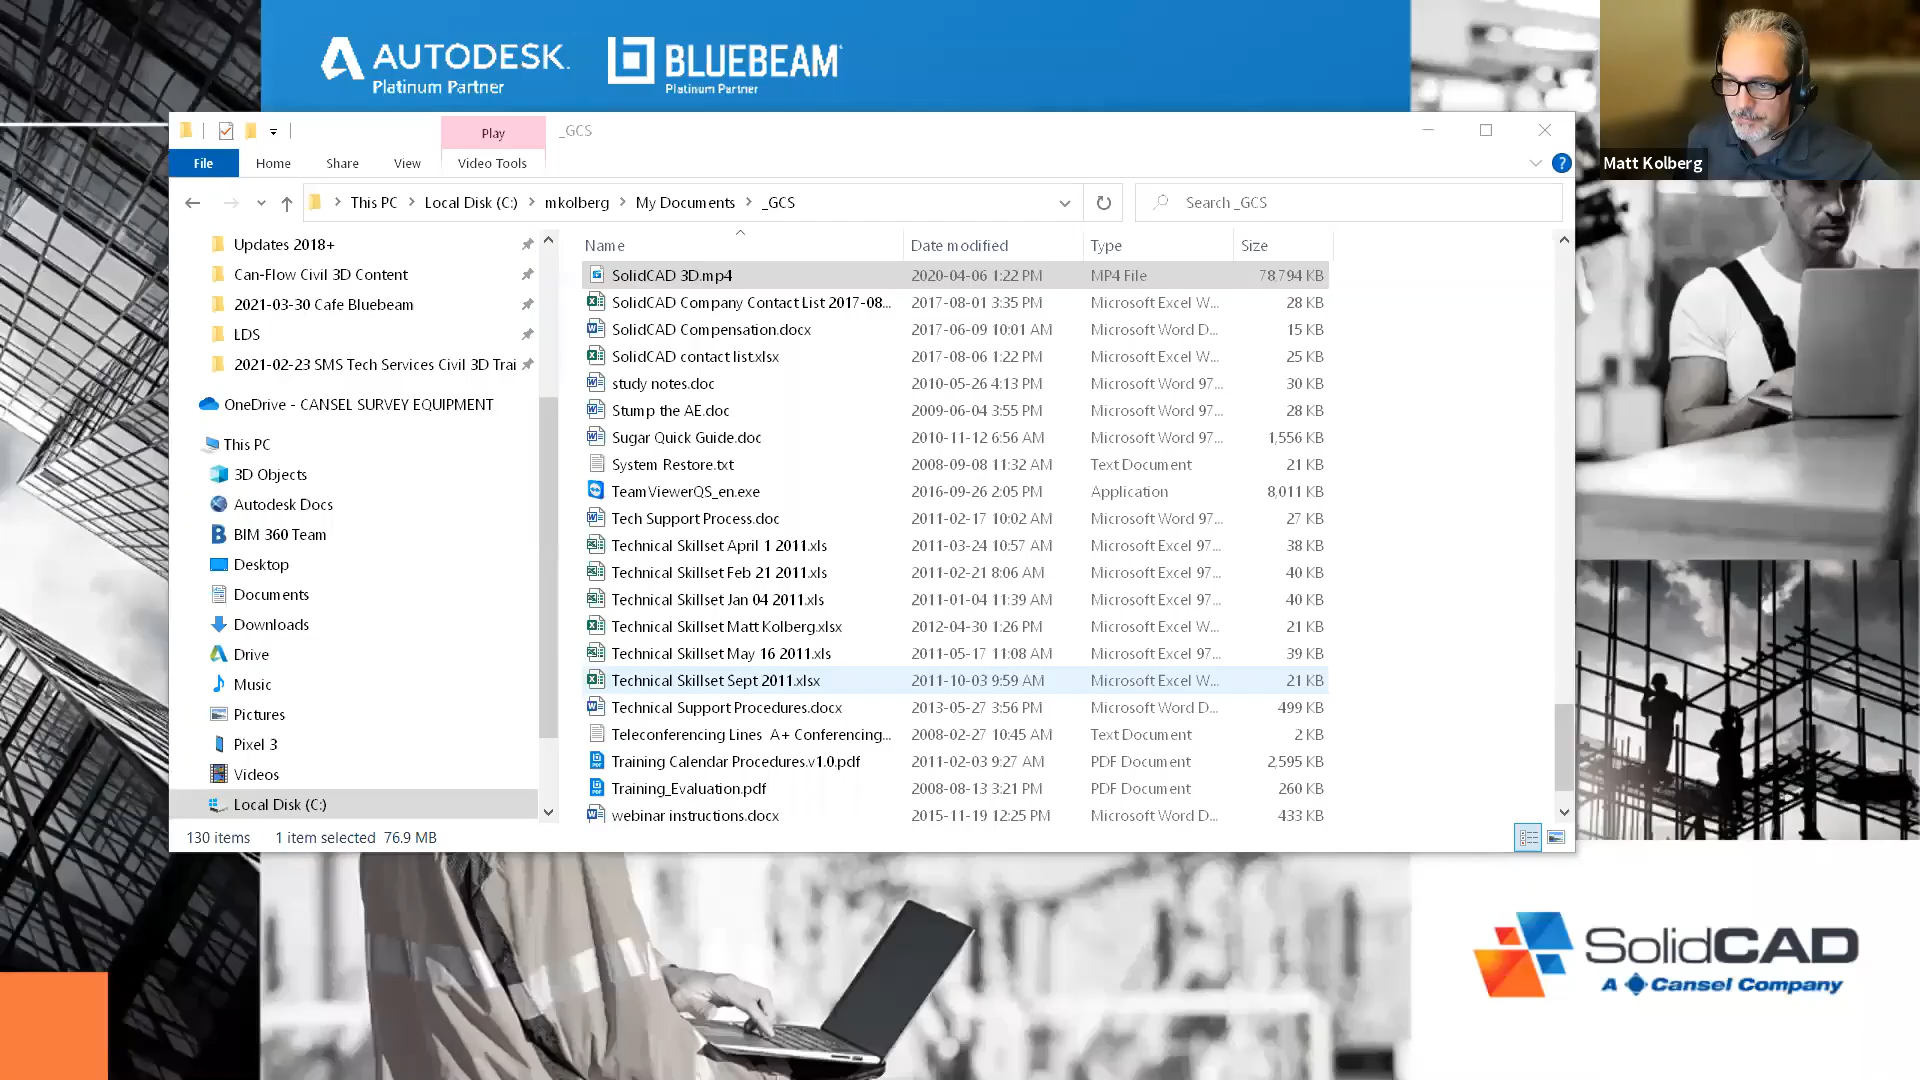 AUTODESK.
Platinum Partner
BLUEBEAM
Platinum Partner
Matt Kolberg
Play
_GCS
File
Home
Share
View
Video Tools
?
This PC
Local Disk (C:)
mkolberg
My Documents
_GCS
Search _GCS
Updates 2018+
Can-Flow Civil 3D Content
2021-03-30 Cafe Bluebeam
LDS
2021-02-23 SMS Tech Services Civil 3D Trai
OneDrive - CANSEL SURVEY EQUIPMENT
This PC
3D Objects
Autodesk Docs
BIM 360 Team
Desktop
Documents
Downloads
Drive
Music
Pictures
Pixel 3
Videos
Local Disk (C:)
Name Date modified Type Size
SolidCAD 3D.mp4 2020-04-06 1:22 PM MP4 File 78,794 KB
SolidCAD Company Contact List 2017-08... 2017-08-01 3:35 PM Microsoft Excel W... 28 KB
SolidCAD Compensation.docx 2017-06-09 10:01 AM Microsoft Word D... 15 KB
SolidCAD contact list.xlsx 2017-08-06 1:22 PM Microsoft Excel W... 25 KB
study notes.doc 2010-05-26 4:13 PM Microsoft Word 97... 30 KB
Stump the AE.doc 2009-06-04 3:55 PM Microsoft Word 97... 28 KB
Sugar Quick Guide.doc 2010-11-12 6:56 AM Microsoft Word 97... 1,556 KB
System Restore.txt 2008-09-08 11:32 AM Text Document 21 KB
TeamViewerQS_en.exe 2016-09-26 2:05 PM Application 8,011 KB
Tech Support Process.doc 2011-02-17 10:02 AM Microsoft Word 97... 27 KB
Technical Skillset April 1 2011.xls 2011-03-24 10:57 AM Microsoft Excel 97... 38 KB
Technical Skillset Feb 21 2011.xls 2011-02-21 8:06 AM Microsoft Excel 97... 40 KB
Technical Skillset Jan 04 2011.xls 2011-01-04 11:39 AM Microsoft Excel 97... 40 KB
Technical Skillset Matt Kolberg.xlsx 2012-04-30 1:26 PM Microsoft Excel W... 21 KB
Technical Skillset May 16 2011.xls 2011-05-17 11:08 AM Microsoft Excel 97... 39 KB
Technical Skillset Sept 2011.xlsx 2011-10-03 9:59 AM Microsoft Excel W... 21 KB
Technical Support Procedures.docx 2013-05-27 3:56 PM Microsoft Word D... 499 KB
Teleconferencing Lines A+ Conferencing... 2008-02-27 10:45 AM Text Document 2 KB
Training Calendar Procedures.v1.0.pdf 2011-02-03 9:27 AM PDF Document 2,595 KB
Training_Evaluation.pdf 2008-08-13 3:21 PM PDF Document 260 KB
webinar instructions.docx 2015-11-19 12:25 PM Microsoft Word D... 433 KB
130 items 1 item selected 76.9 MB
SolidCAD
A Cansel Company